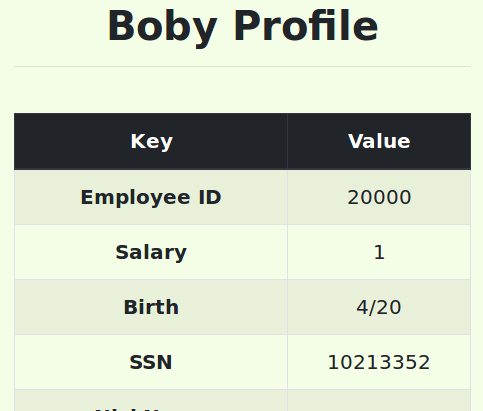 Boby Profile
Key Value
Employee ID 20000
Salary 1
Birth 4/20
SSN 10213352